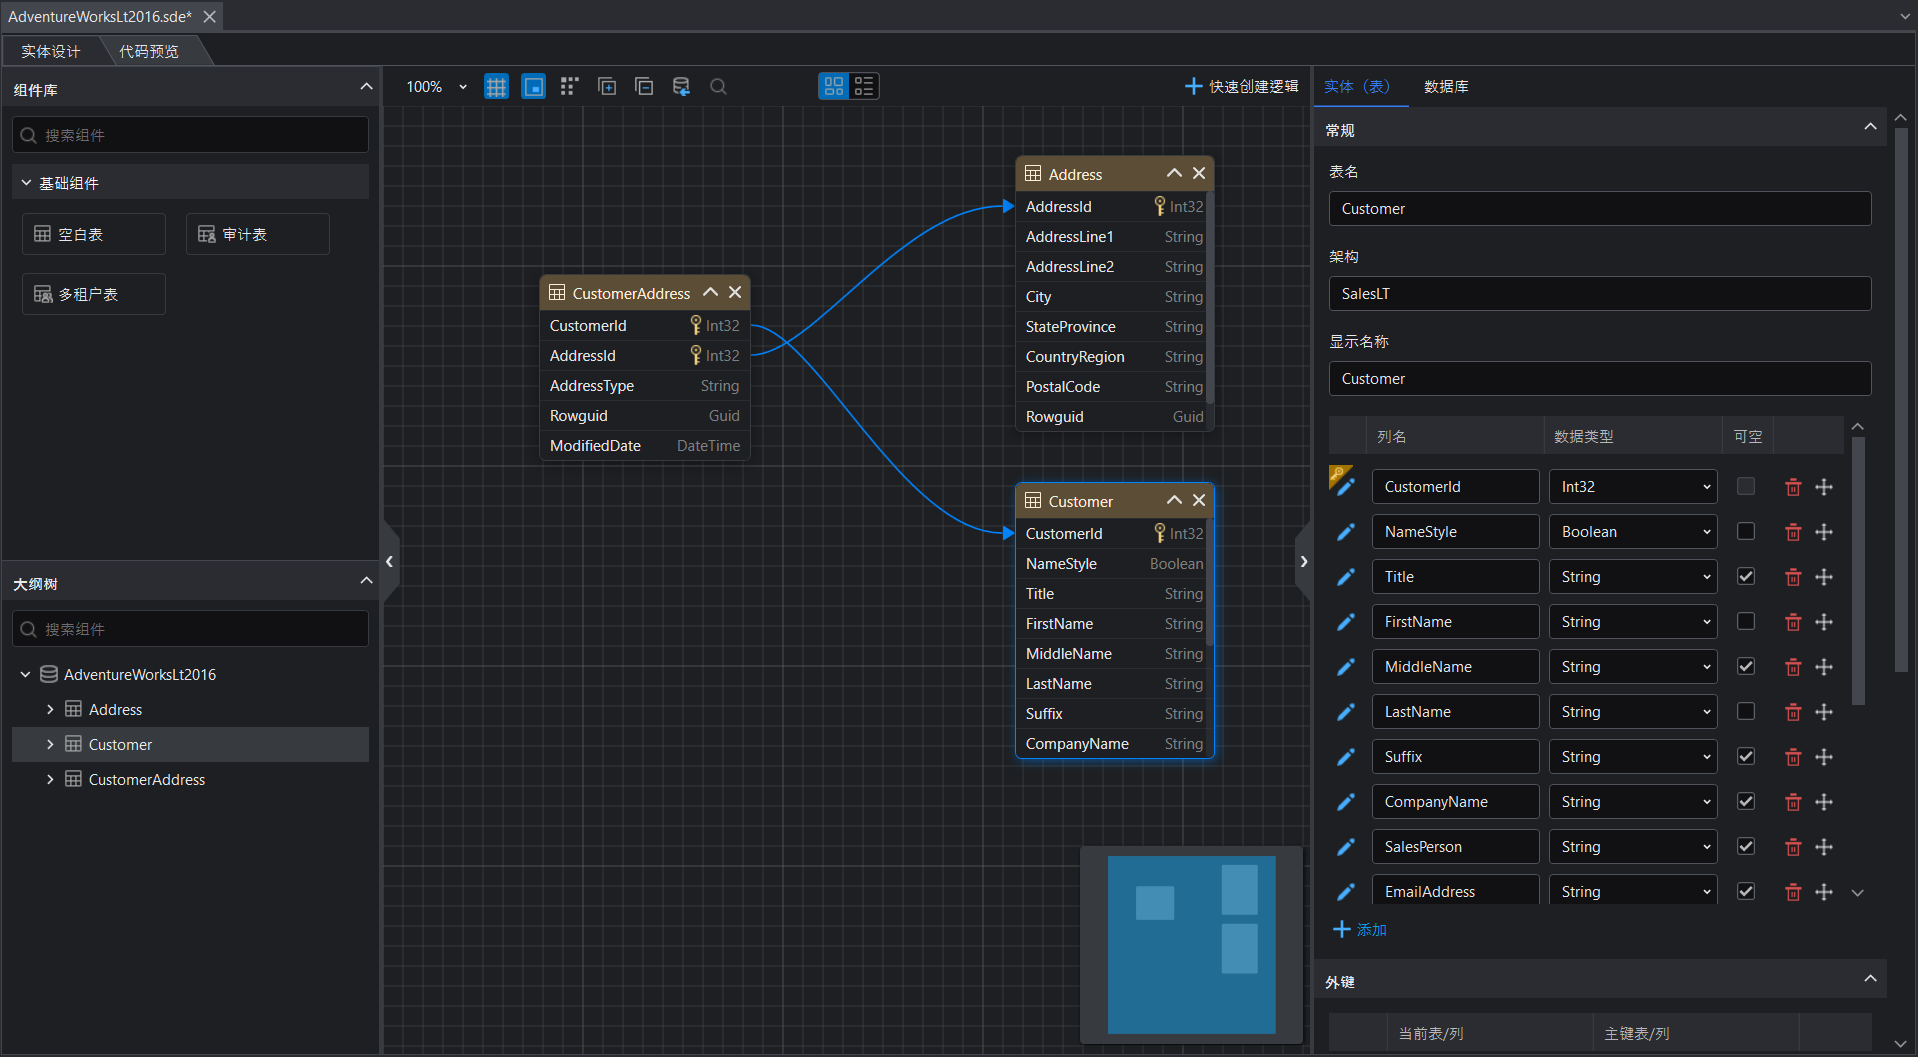 AdventureWorksLt2016.sde*
实体设计
代码预览
组件库
搜索组件
基础组件
空白表
审计表
多租户表
大纲树
搜索组件
AdventureWorksLt2016
Address
Customer
CustomerAddress
100%
快速创建逻辑
CustomerAddress
CustomerId Int32
AddressId Int32
AddressType String
Rowguid Guid
ModifiedDate DateTime
Address
AddressId Int32
AddressLine1 String
AddressLine2 String
City String
StateProvince String
CountryRegion String
PostalCode String
Rowguid Guid
Customer
CustomerId Int32
NameStyle Boolean
Title String
FirstName String
MiddleName String
LastName String
Suffix String
CompanyName String
实体（表） 数据库
常规
表名
Customer
架构
SalesLT
显示名称
Customer
列名 数据类型 可空
CustomerId Int32
NameStyle Boolean
Title String
FirstName String
MiddleName String
LastName String
Suffix String
CompanyName String
SalesPerson String
EmailAddress String
添加
外键
当前表/列 主键表/列